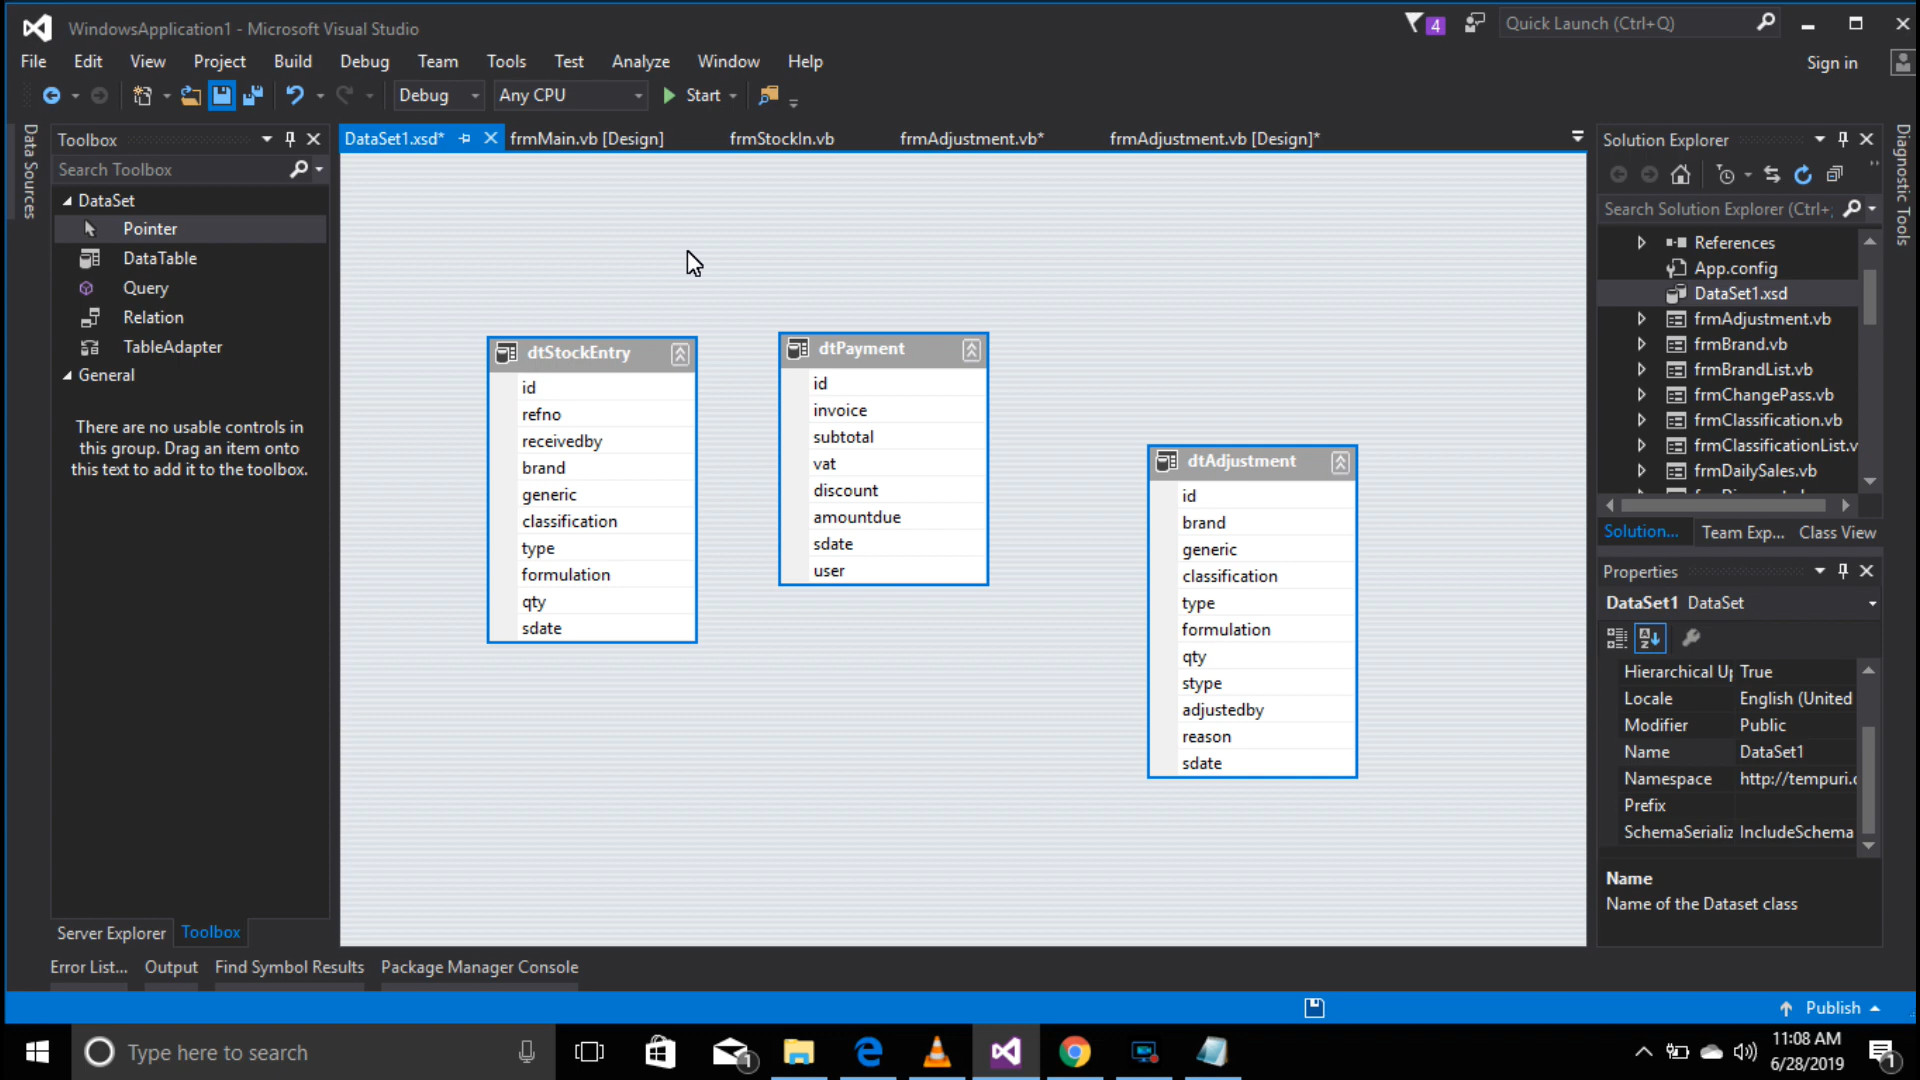 WindowsApplication1 - Microsoft Visual Studio
4
Quick Launch (Ctrl+Q)
File Edit View Project Build Debug Team Tools Test Analyze Window Help
Sign in
Debug Any CPU Start
Data Sources
Toolbox
Search Toolbox
DataSet
Pointer
DataTable
Query
Relation
TableAdapter
General
There are no usable controls in
this group. Drag an item onto
this text to add it to the toolbox.
Server Explorer Toolbox
DataSet1.xsd* frmMain.vb [Design] frmStockIn.vb frmAdjustment.vb* frmAdjustment.vb [Design]*
dtStockEntry
id
refno
receivedby
brand
generic
classification
type
formulation
qty
sdate
dtPayment
id
invoice
subtotal
vat
discount
amountdue
sdate
user
dtAdjustment
id
brand
generic
classification
type
formulation
qty
stype
adjustedby
reason
sdate
Solution Explorer
Search Solution Explorer (Ctrl+;
References
App.config
DataSet1.xsd
frmAdjustment.vb
frmBrand.vb
frmBrandList.vb
frmChangePass.vb
frmClassification.vb
frmClassificationList.v
frmDailySales.vb
Solution... Team Exp... Class View
Properties
DataSet1 DataSet
Hierarchical Up True
Locale English (United
Modifier Public
Name DataSet1
Namespace http://tempuri.o
Prefix
SchemaSerializ IncludeSchema
Name
Name of the Dataset class
Diagnostic Tools
Error List... Output Find Symbol Results Package Manager Console
Publish
Type here to search
1
11:08 AM
6/28/2019
1